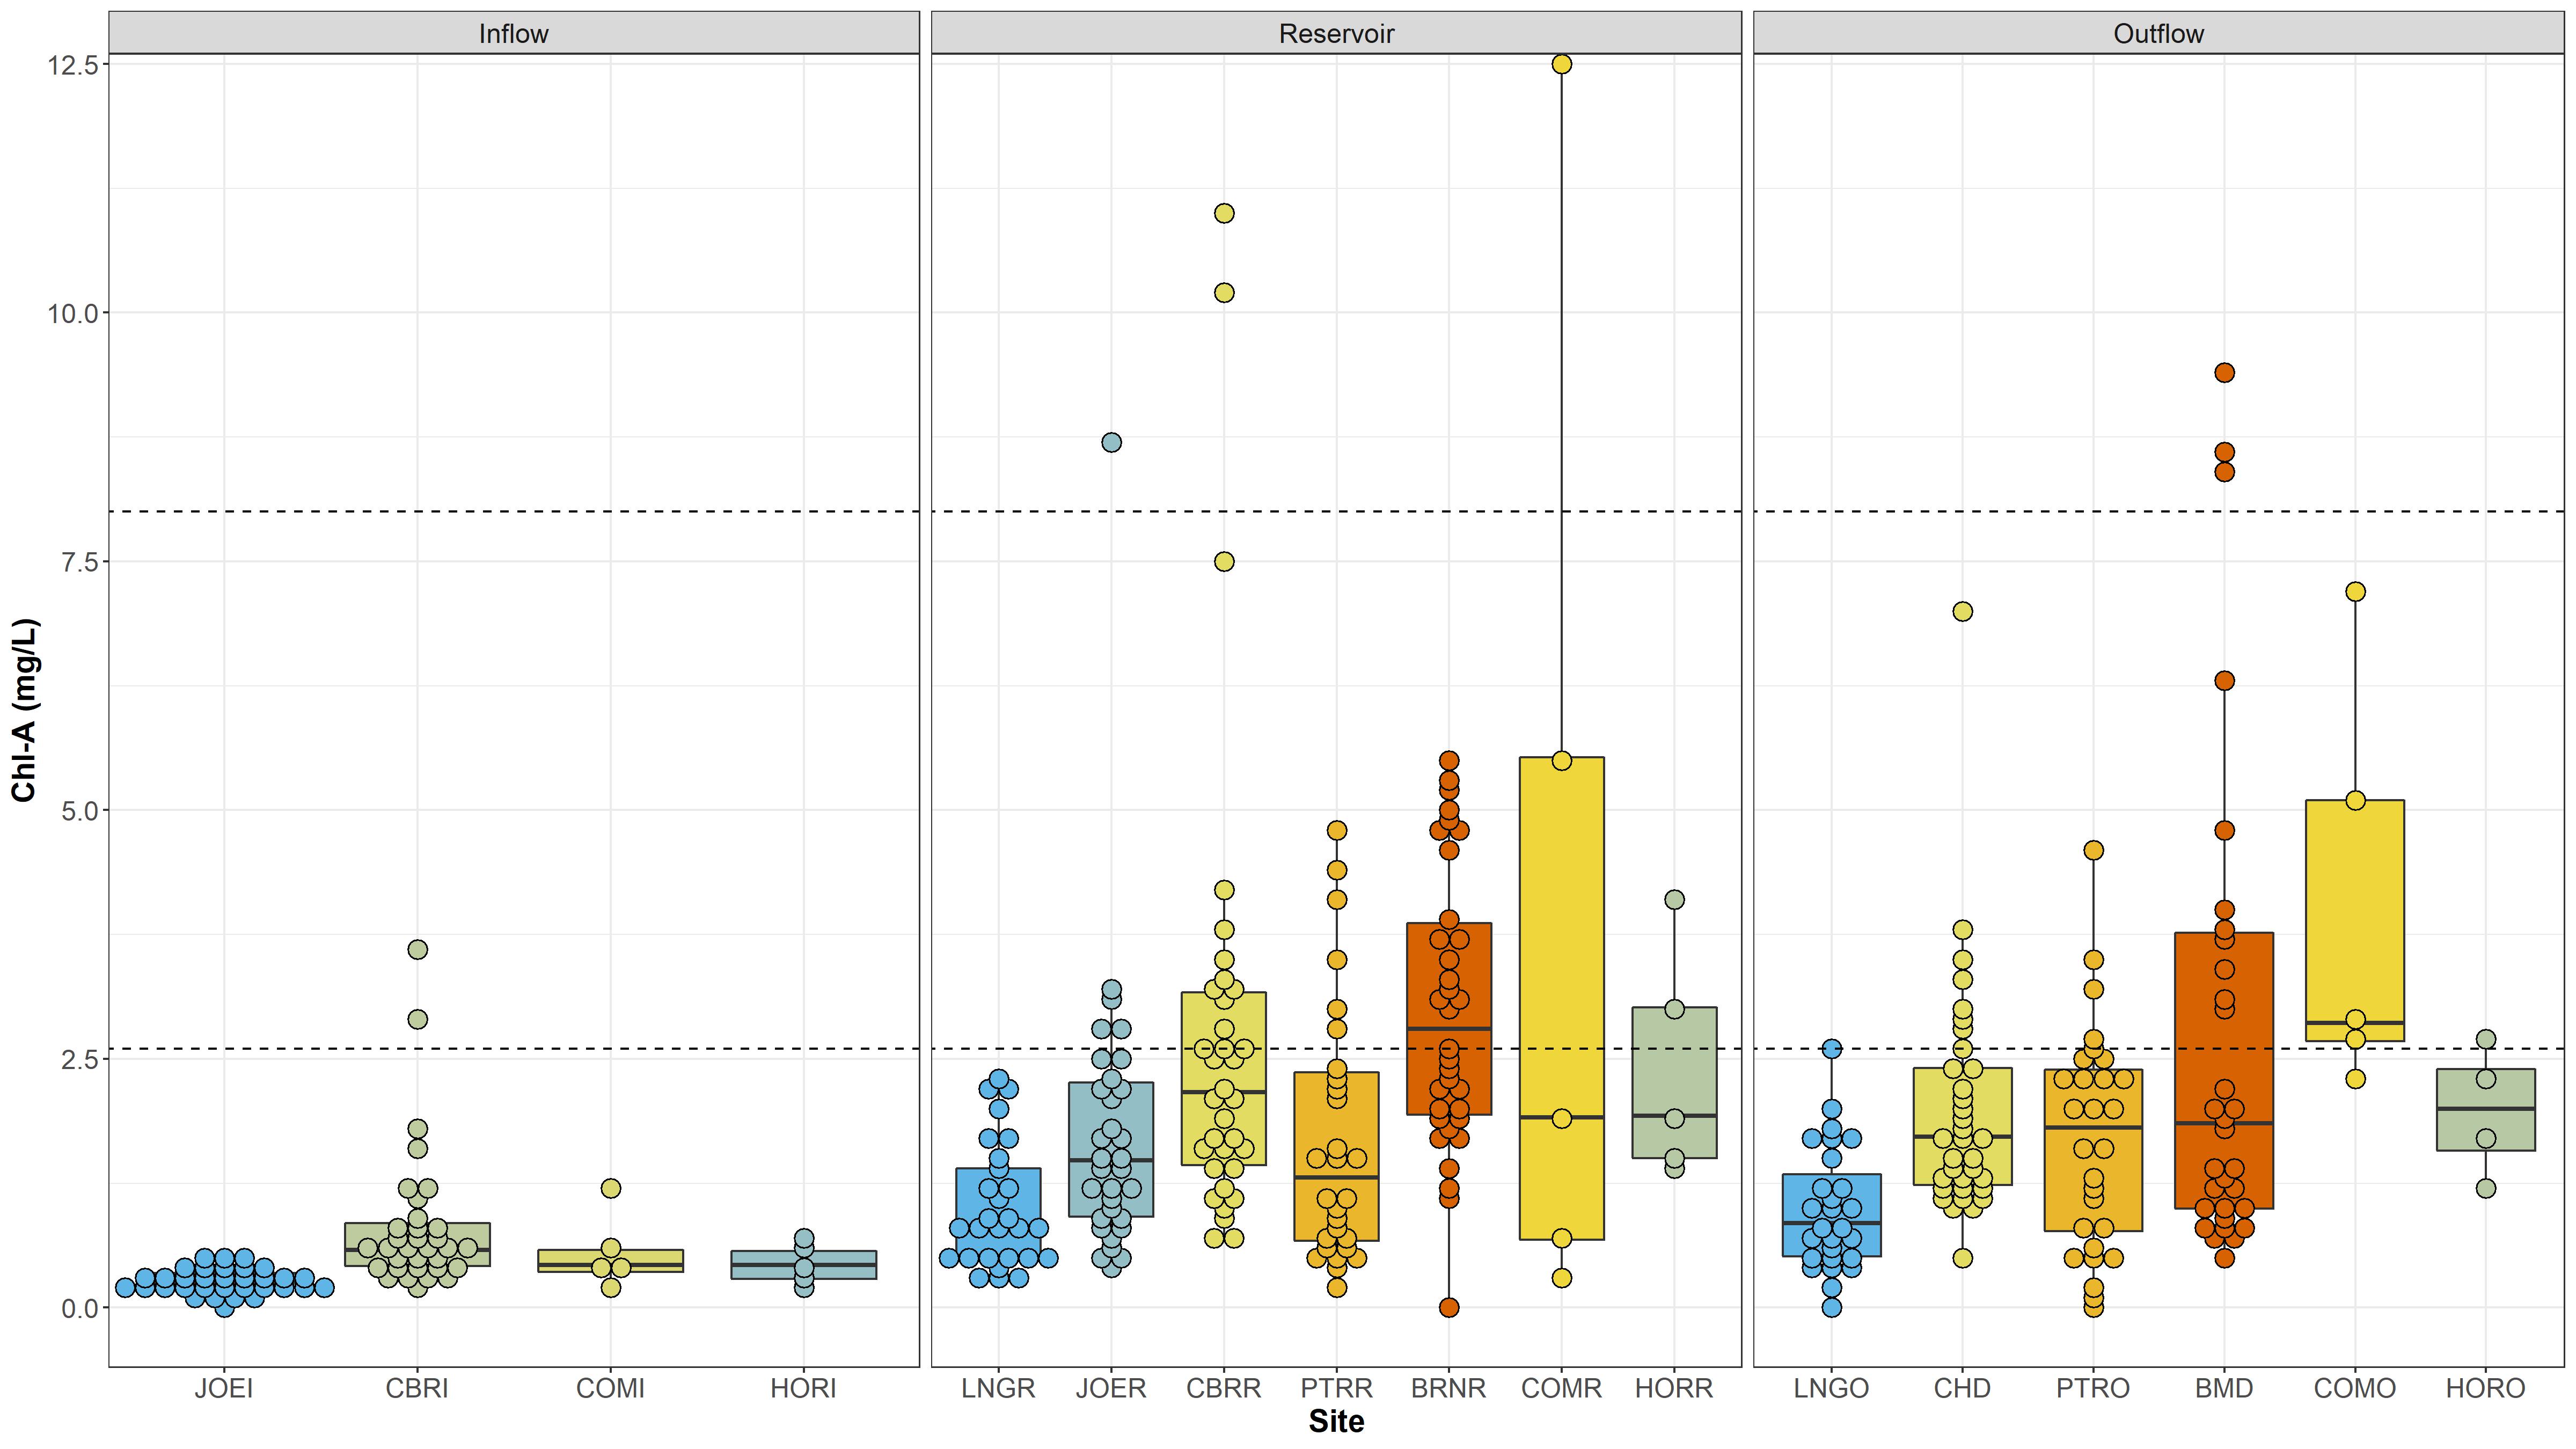 Inflow Reservoir Outflow
12.5
10.0
7.5
5.0
2.5
0.0
Chl-A (mg/L)
JOEI CBRI COMI HORI LNGR JOER CBRR PTRR BRNR COMR HORR LNGO CHD PTRO BMD COMO HORO
Site